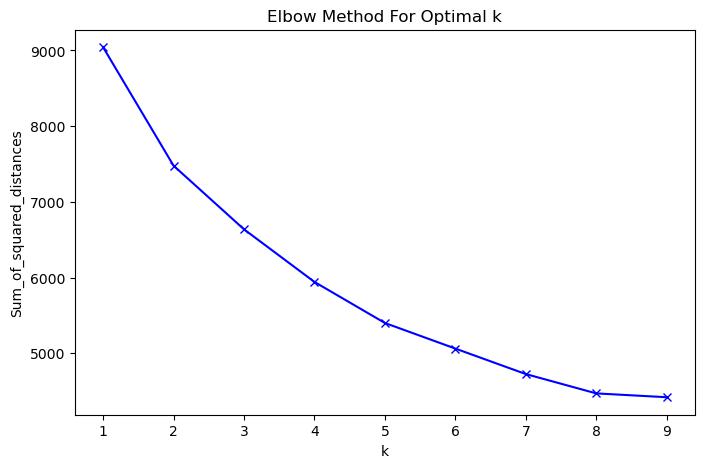 Elbow Method For Optimal k
9000
8000
7000
6000
5000
Sum_of_squared_distances
1 2 3 4 5 6 7 8 9
k